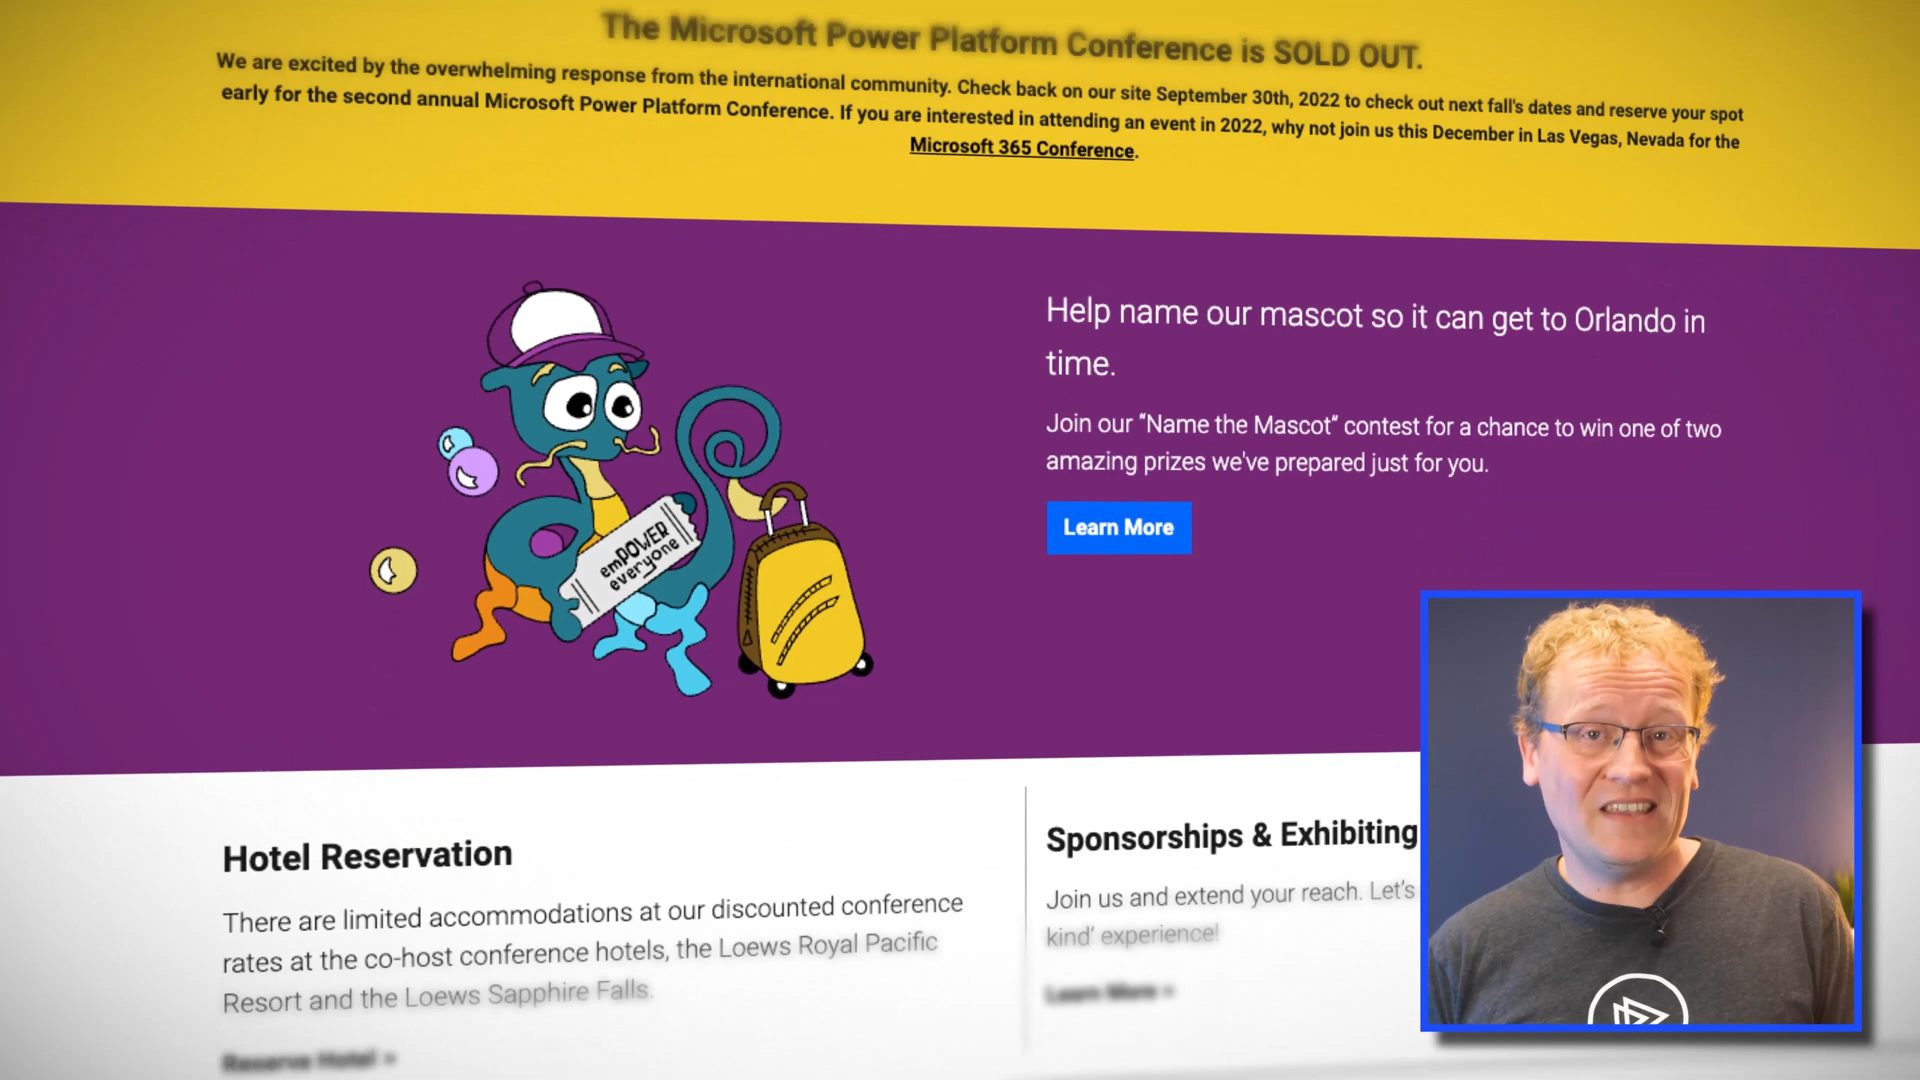 The Microsoft Power Platform Conference is SOLD OUT.
We are excited by the overwhelming response from the international community. Check back on our site September 30th, 2022 to check out next fall's dates and reserve your spot
early for the second annual Microsoft Power Platform Conference. If you are interested in attending an event in 2022, why not join us this December in Las Vegas, Nevada for the
Microsoft 365 Conference.
Help name our mascot so it can get to Orlando in
time.
Join our “Name the Mascot“ contest for a chance to win one of two
amazing prizes we've prepared just for you.
Learn More
emPOWER
everyone
Hotel Reservation
There are limited accommodations at our discounted conference
rates at the co-host conference hotels, the Loews Royal Pacific
Resort and the Loews Sapphire Falls.
Reserve Hotel »
Sponsorships & Exhibiting
Join us and extend your reach. Let’s
kind’ experience!
Learn More »